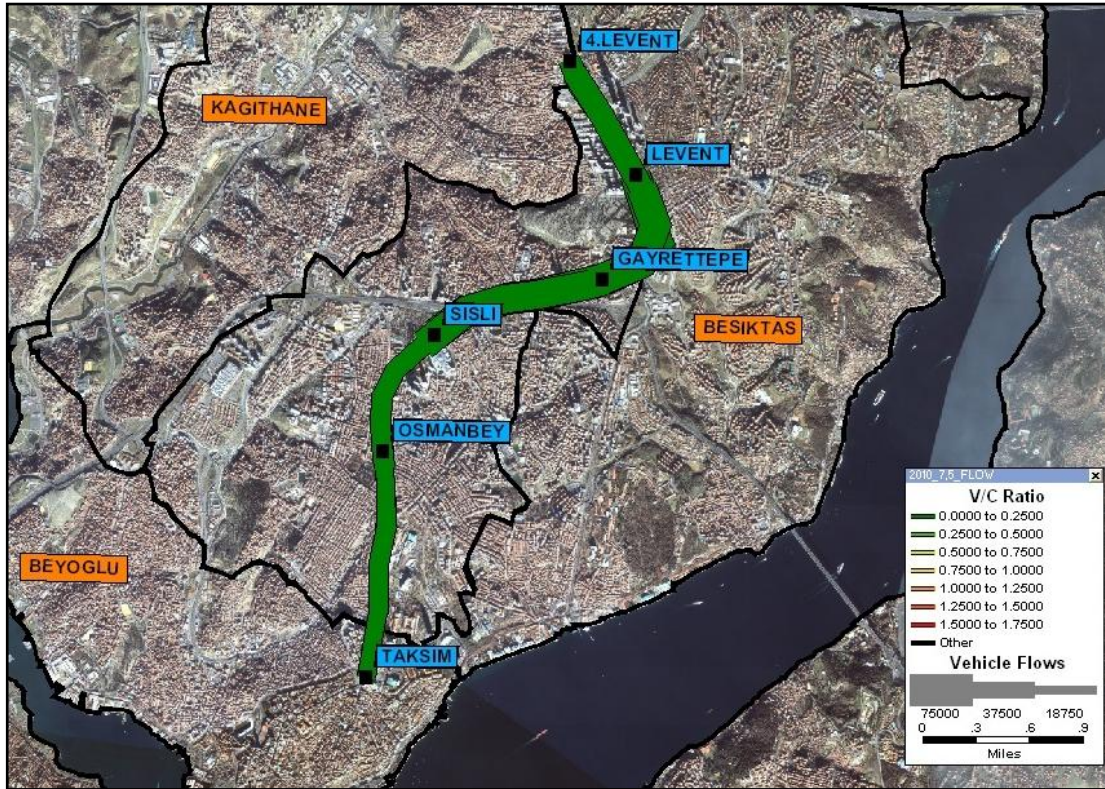 4.LEVENT
KAGITHANE
LEVENT
GAYRETTEPE
SISLI
BESIKTAS
OSMANBEY
BEYOGLU
TAKSIM
2010_7,5_FLOW
V/C Ratio
0.0000 to 0.2500
0.2500 to 0.5000
0.5000 to 0.7500
0.7500 to 1.0000
1.0000 to 1.2500
1.2500 to 1.5000
1.5000 to 1.7500
Other
Vehicle Flows
75000 37500 18750
0 .3 .6 .9
Miles